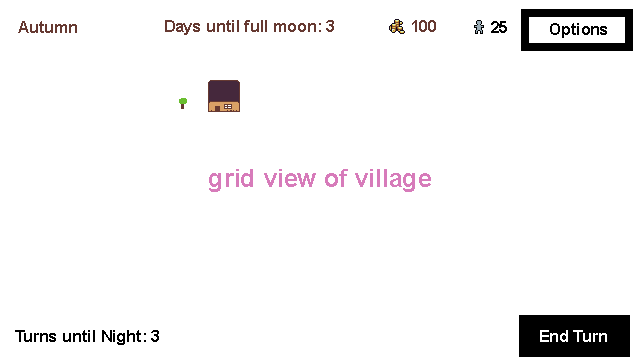 Autumn
Days until full moon: 3
100
25
Options
grid view of village
Turns until Night: 3
End Turn